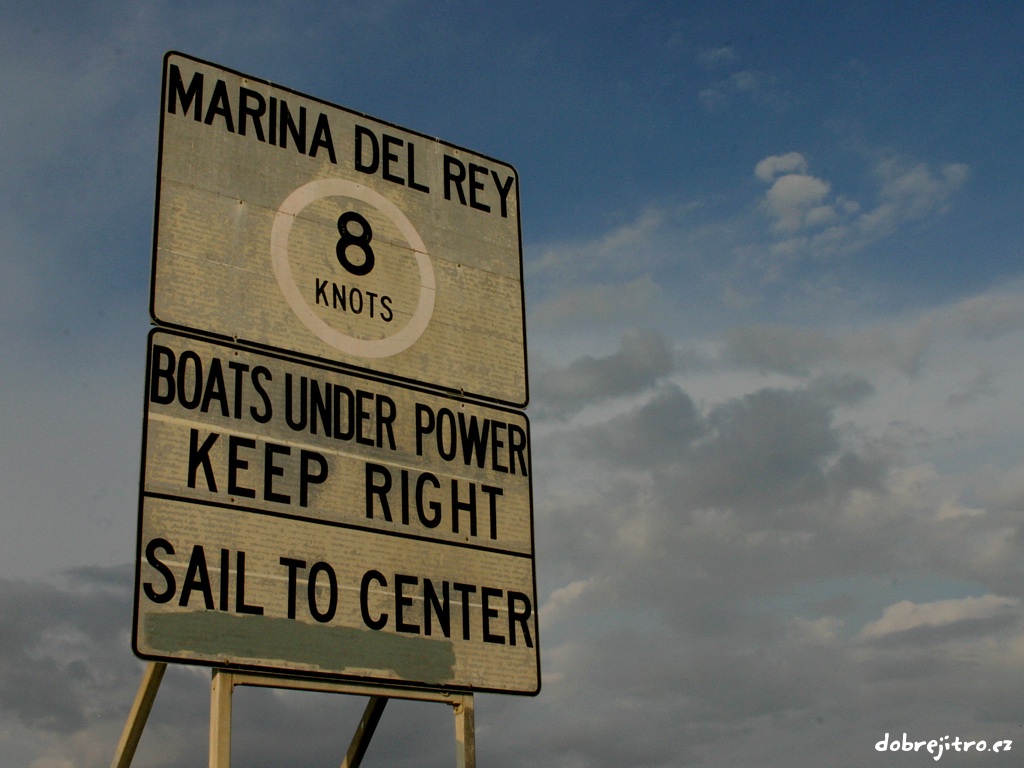 MARINA DEL REY
8
KNOTS
BOATS UNDER POWER
KEEP RIGHT
SAIL TO CENTER
dobrejitro.cz